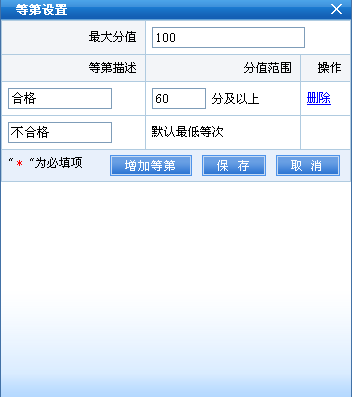 等第设置
最大分值 100
等第描述 分值范围 操作
合格 60 分及以上 删除
不合格 默认最低等次
“*”为必填项 增加等第 保 存 取 消